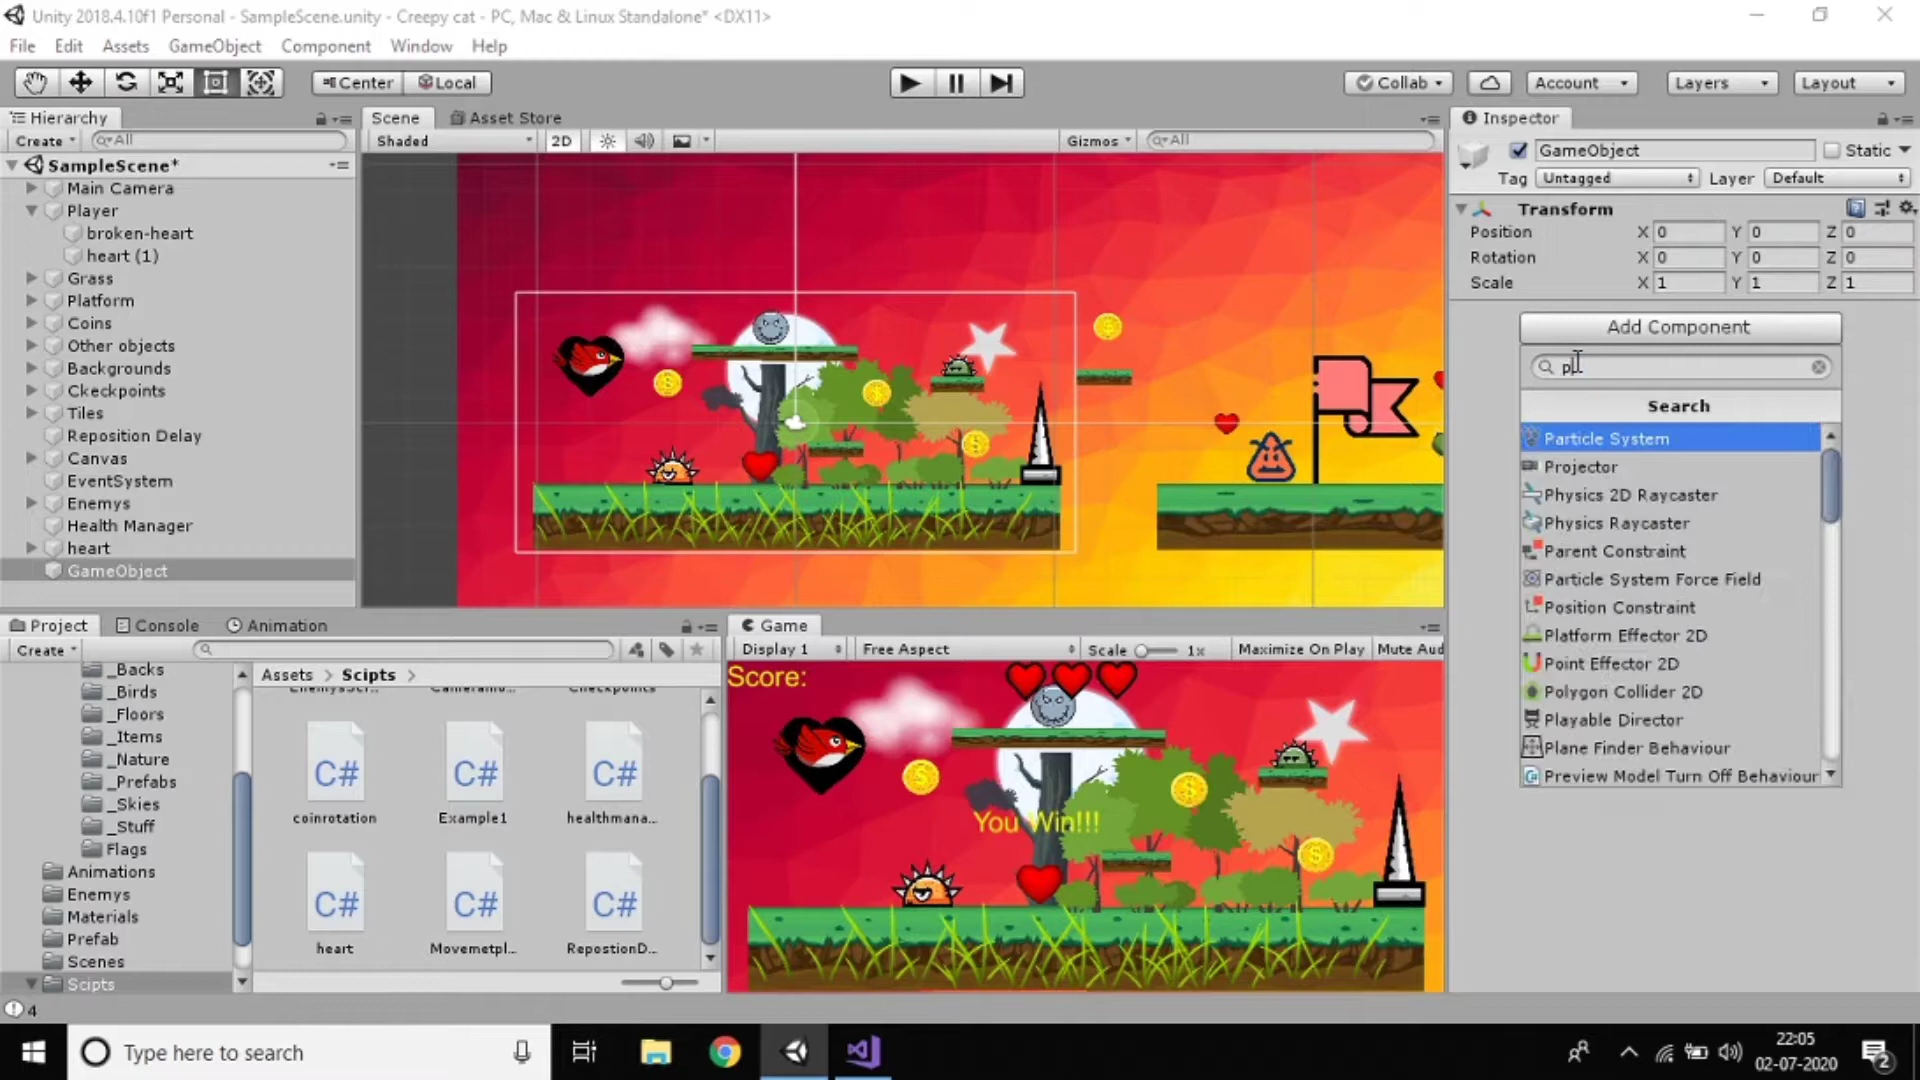 Unity 2018.4.10f1 Personal - SampleScene.unity - Creepy cat - PC, Mac & Linux Standalone* <DX11>
File Edit Assets GameObject Component Window Help
Center Local Collab Account Layers Layout
Hierarchy
Create All
SampleScene*
Main Camera
Player
broken-heart
heart (1)
Grass
Platform
Coins
Other objects
Backgrounds
Ckeckpoints
Tiles
Reposition Delay
Canvas
EventSystem
Enemys
Health Manager
heart
GameObject
Scene Asset Store
Shaded 2D Gizmos All
Inspector
GameObject Static
Tag Untagged Layer Default
Transform
Position X 0 Y 0 Z 0
Rotation X 0 Y 0 Z 0
Scale X 1 Y 1 Z 1
Add Component
p
Search
Particle System
Projector
Physics 2D Raycaster
Physics Raycaster
Parent Constraint
Particle System Force Field
Position Constraint
Platform Effector 2D
Point Effector 2D
Polygon Collider 2D
Playable Director
Plane Finder Behaviour
Preview Model Turn Off Behaviour
Project Console Animation
Create
_Backs
_Birds
_Floors
_Items
_Nature
_Prefabs
_Skies
_Stuff
Flags
Animations
Enemys
Materials
Prefab
Scenes
Scipts
Assets > Scipts >
C# C# C#
coinrotation Example1 healthmana...
C# C# C#
heart Movemetpl... RepostionD...
Game
Display 1 Free Aspect Scale 1x Maximize On Play Mute Aud
Score:
You Win!!!
4
Type here to search
22:05
02-07-2020
2